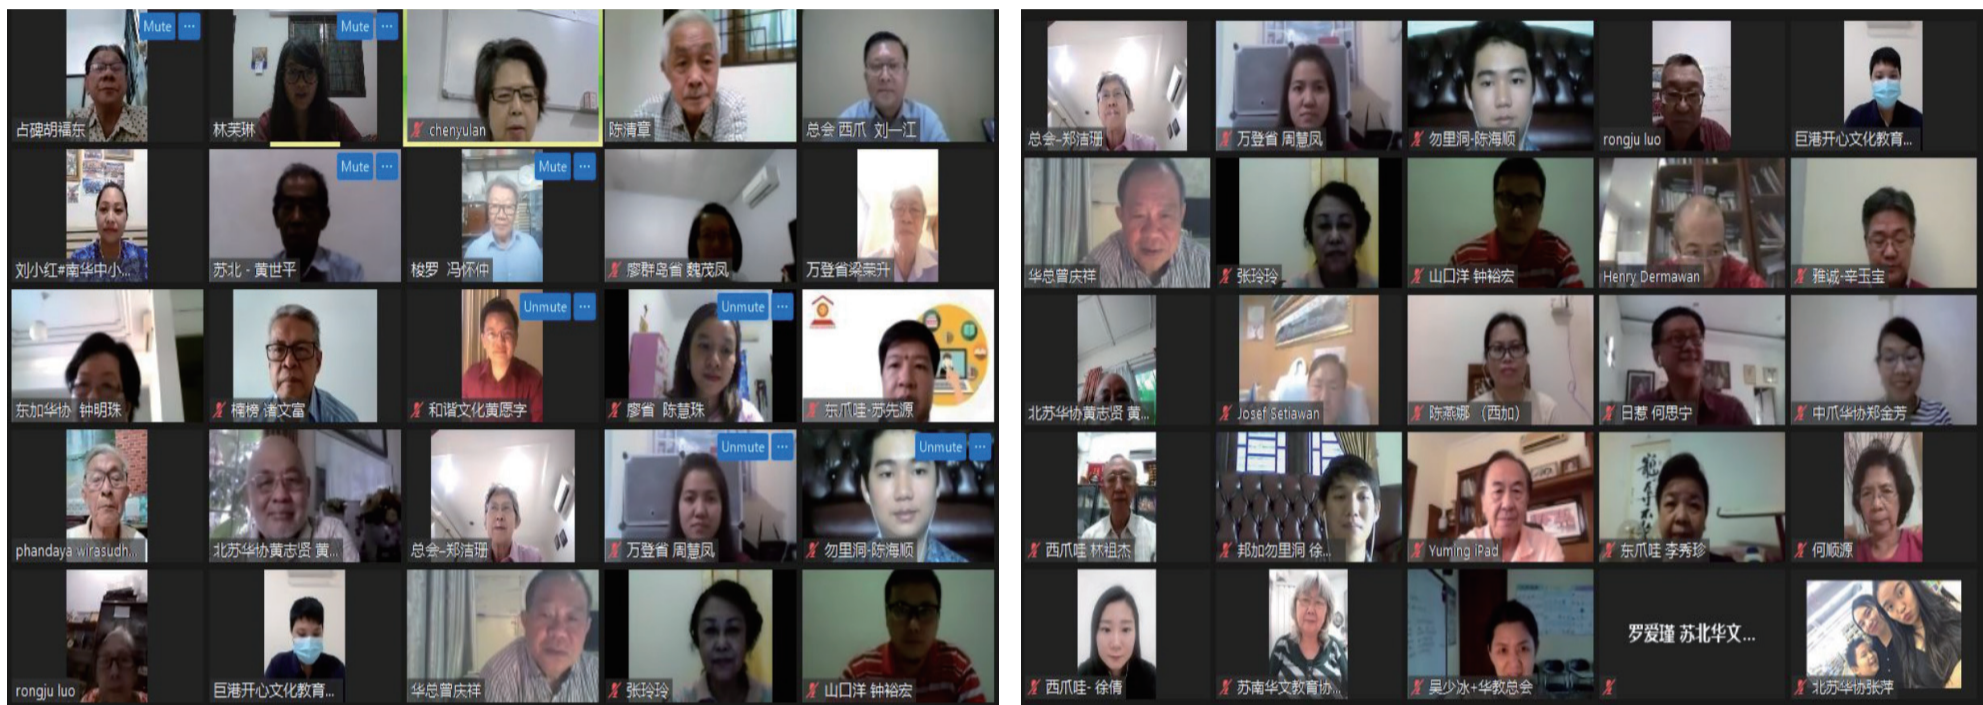 Mute ...
Mute ...
占碑胡福东
林芙琳
chenyulan
陈清章
总会 西爪 刘一江
Mute ...
Mute ...
刘小红#南华中小...
苏北 - 黄世平
梭罗 冯怀仲
廖群岛省 魏茂凤
万登省梁荣升
Unmute ...
Unmute ...
东加华协 钟明珠
楠榜 诸文富
和谐文化黄愿字
廖省 陈慧珠
东爪哇-苏先源
Unmute ...
Unmute ...
phandaya wirasudh...
北苏华协黄志贤 黄...
总会–郑洁珊
万登省 周慧凤
勿里洞-陈海顺
rongju luo
巨港开心文化教育...
华总曾庆祥
张玲玲
山口洋 钟裕宏
总会–郑洁珊
万登省 周慧凤
勿里洞-陈海顺
rongju luo
巨港开心文化教育...
华总曾庆祥
张玲玲
山口洋 钟裕宏
Henry Dermawan
雅诚-辛玉宝
北苏华协黄志贤 黄...
Josef Setiawan
陈燕娜 （西加）
日惹 何思宁
中爪华协郑金芳
西爪哇 林祖杰
邦加勿里洞 徐...
Yuming iPad
东爪哇 李秀珍
何顺源
西爪哇- 徐倩
苏南华文教育协...
吴少冰+华教总会
罗爱瑾 苏北华文...
北苏华协张萍